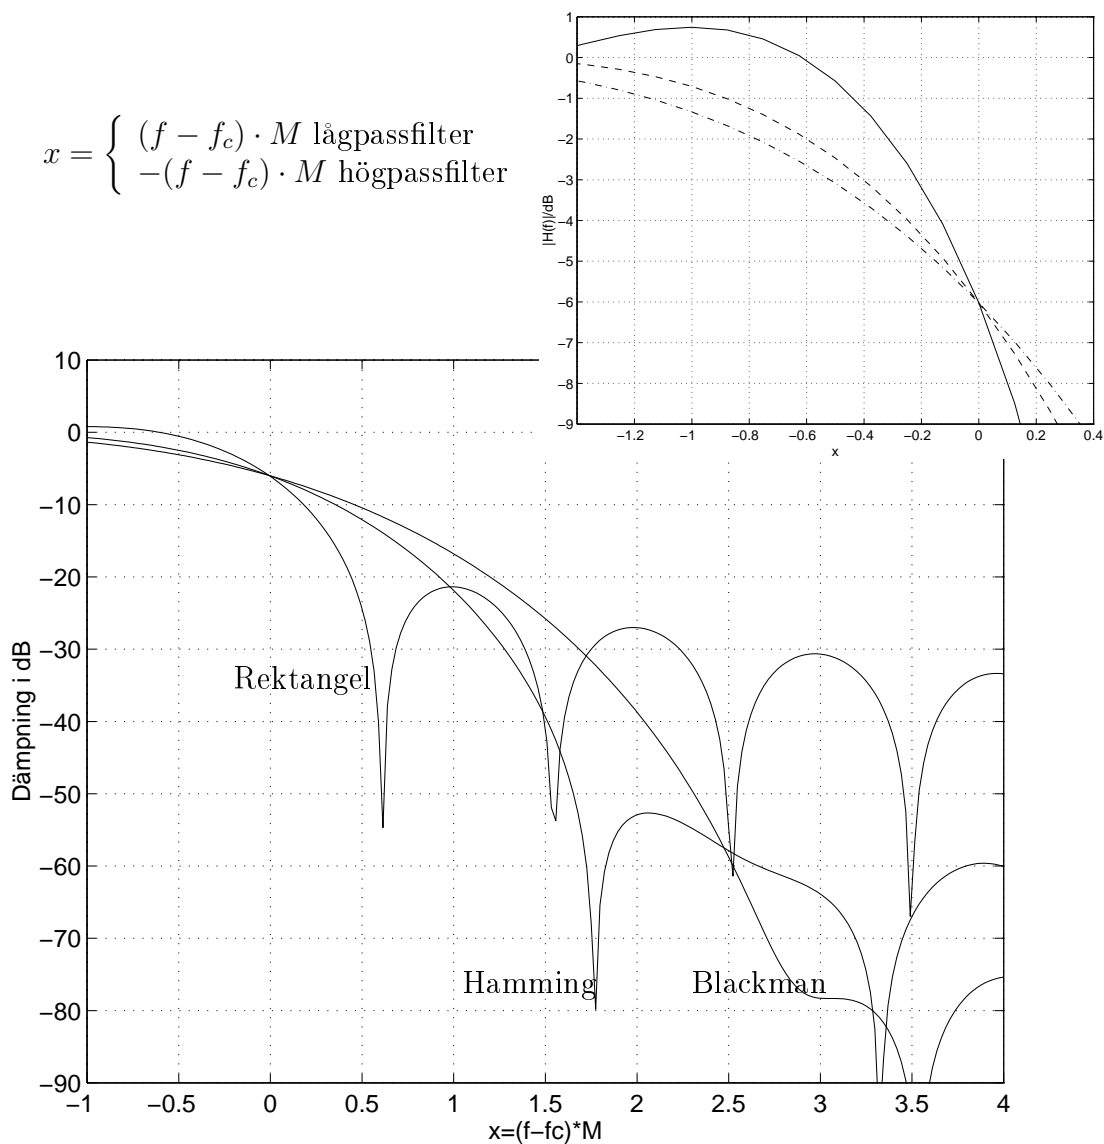 x = { (f − f_c) · M lågpassfilter
−(f − f_c) · M högpassfilter
1
0
−1
−2
−3
−4
−5
−6
−7
−8
−9
|H(f)|/dB
−1.2 −1 −0.8 −0.6 −0.4 −0.2 0 0.2 0.4
x
10
0
−10
−20
−30
−40
−50
−60
−70
−80
−90
Dämpning i dB
Rektangel
Hamming
Blackman
−1 −0.5 0 0.5 1 1.5 2 2.5 3 3.5 4
x=(f−fc)*M